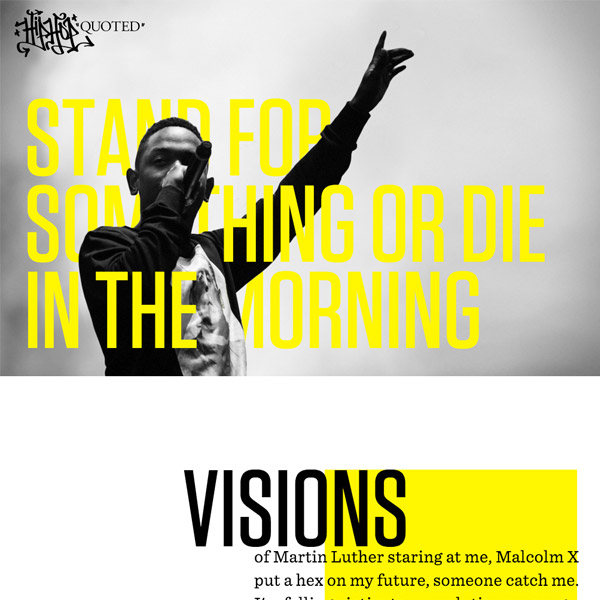 HIPHOP *QUOTED*
STAND FOR
SOMETHING OR DIE
IN THE MORNING
VISIONS
of Martin Luther staring at me, Malcolm X
put a hex on my future, someone catch me.